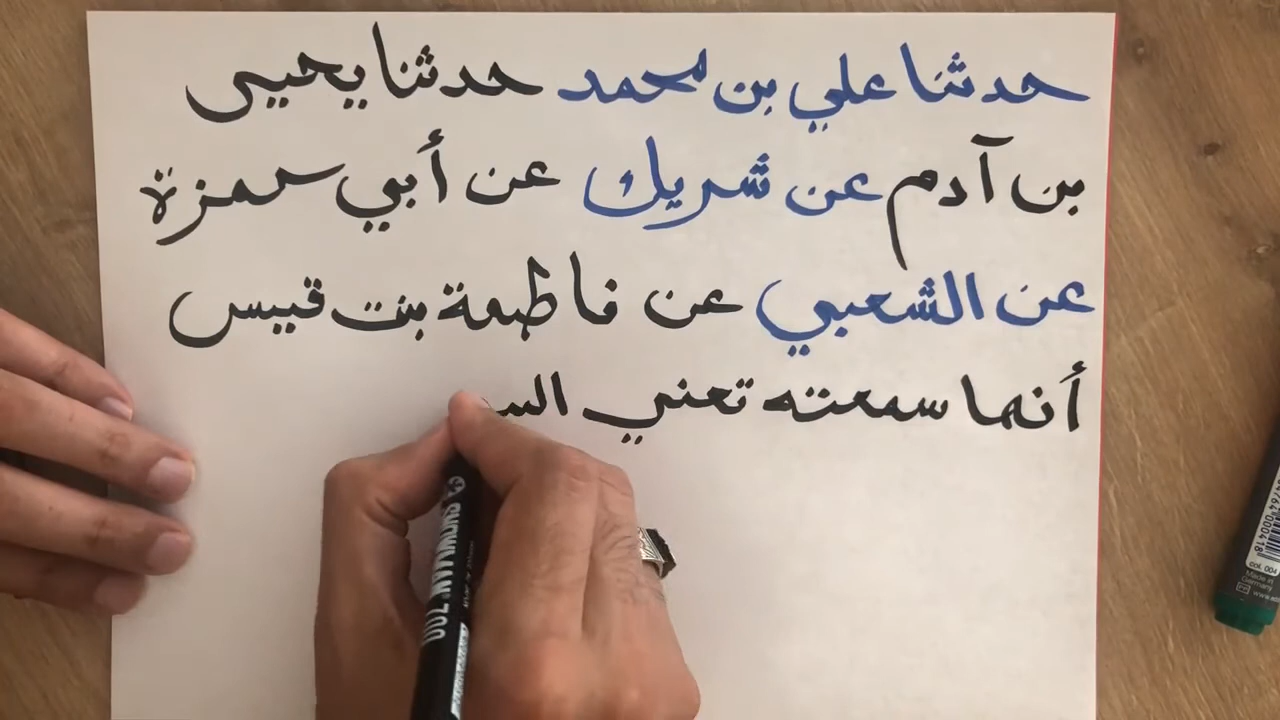 حدثنا علي بن محمد حدثنا يحيى
بن آدم عن شريك عن أبي حمزة
عن الشعبي عن فاطمة بنت قيس
أنها سمعته تعني